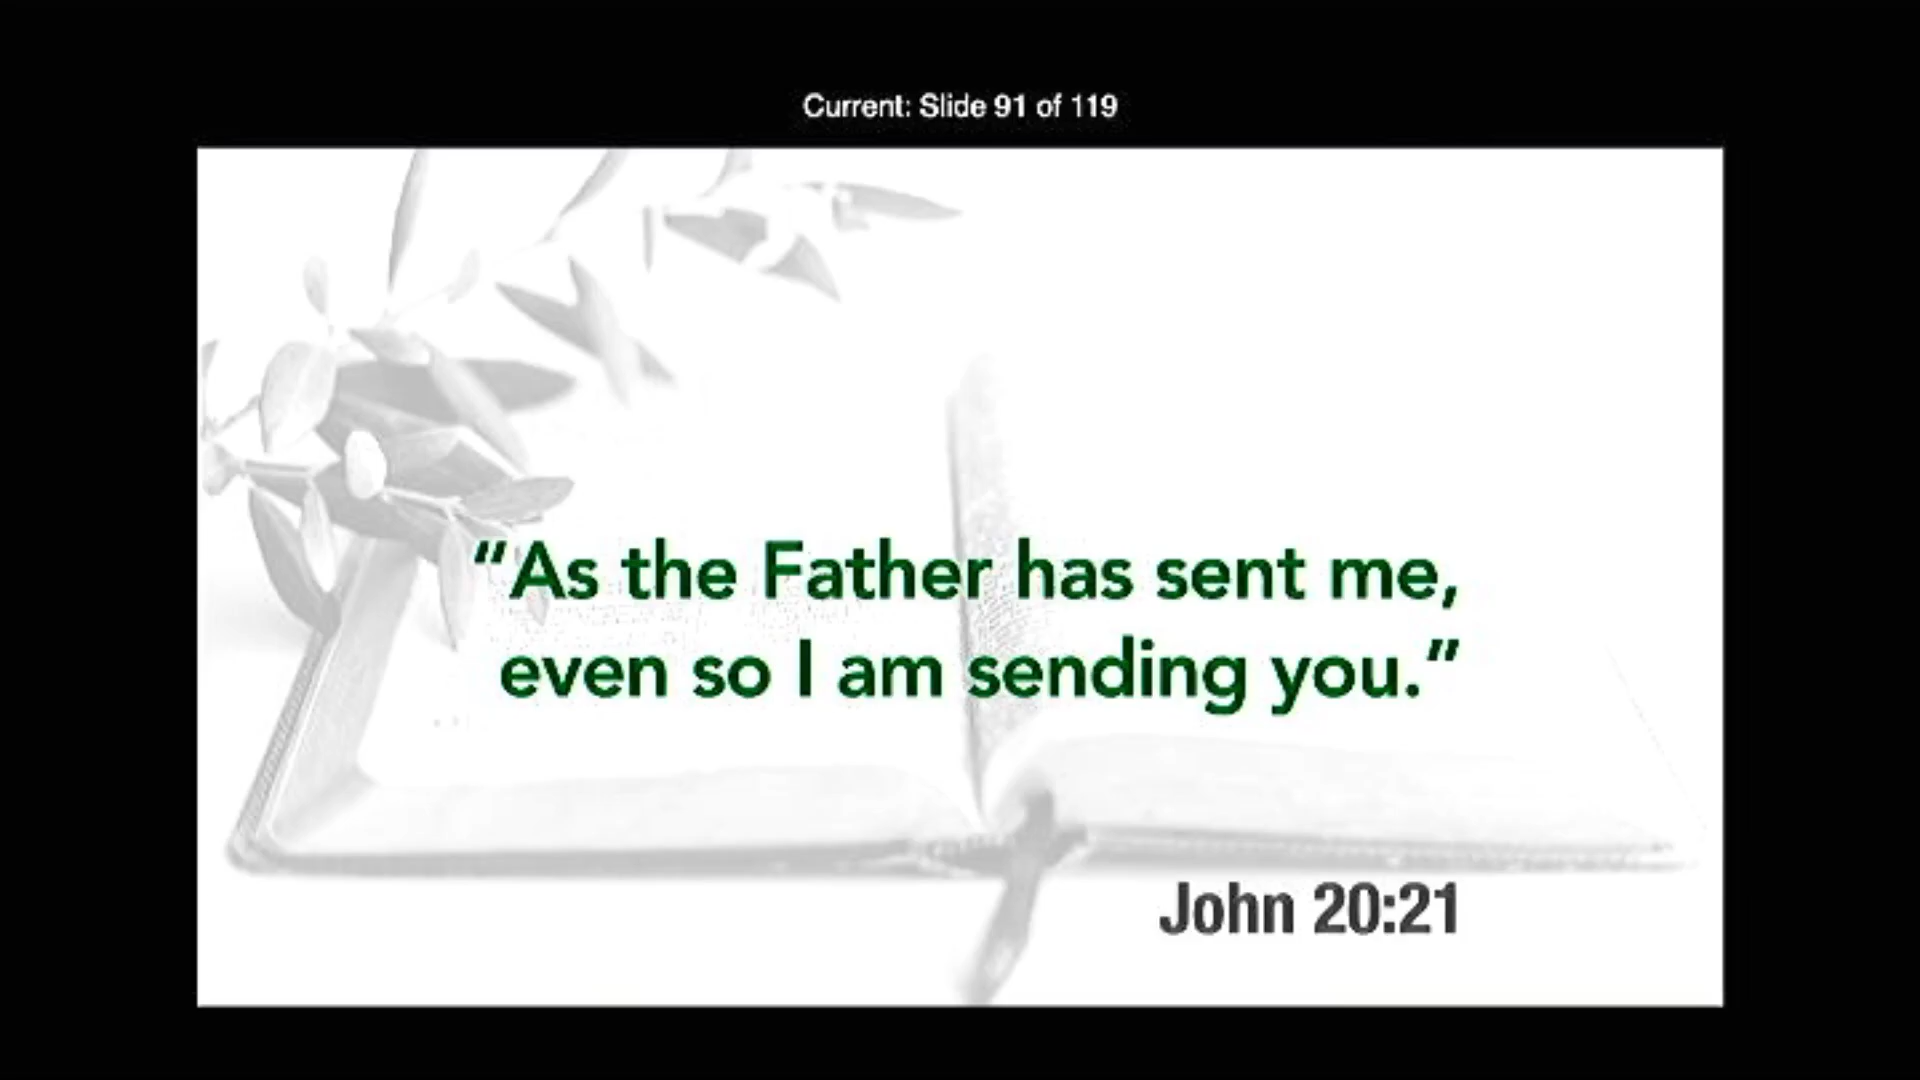 Current: Slide 91 of 119
“As the Father has sent me,
even so I am sending you.”
John 20:21